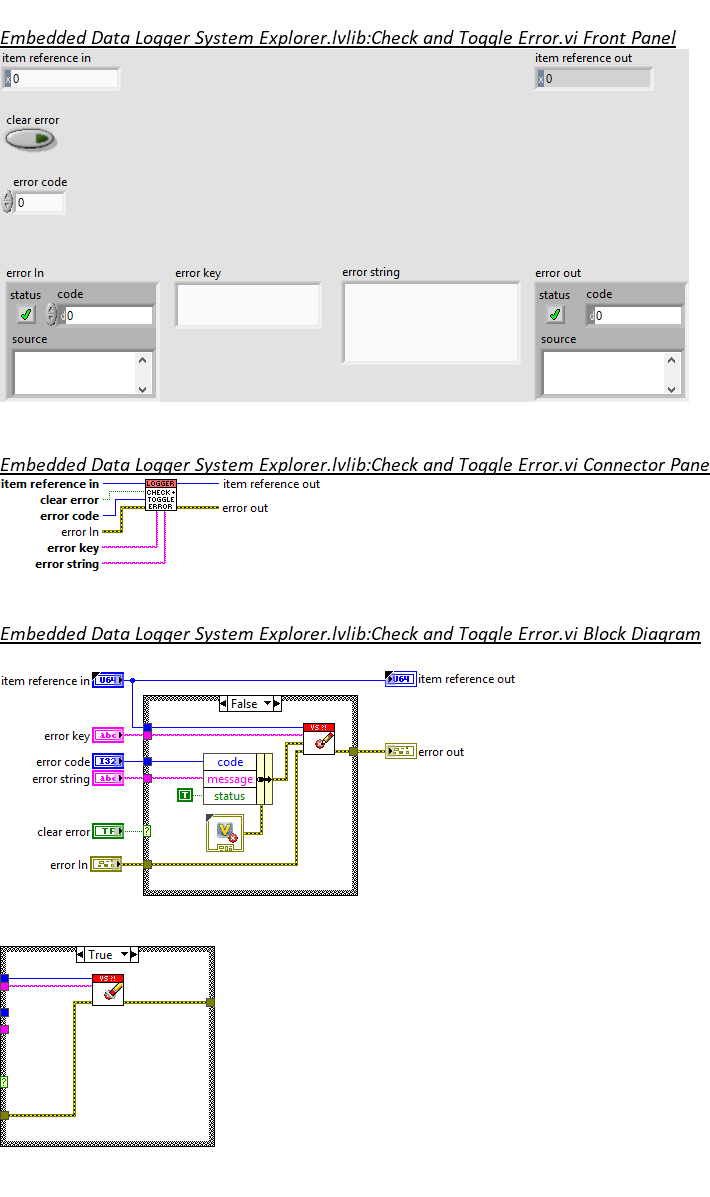 Embedded Data Logger System Explorer.lvlib:Check and Toggle Error.vi Front Panel
item reference in
item reference out
x 0
x 0
clear error
error code
0
error In
error key
error string
error out
status code
status code
d 0
d 0
source
source
Embedded Data Logger System Explorer.lvlib:Check and Toggle Error.vi Connector Pane
item reference in
LOGGER
item reference out
clear error
CHECK+
error code
TOGGLE
ERROR
error out
error In
error key
error string
Embedded Data Logger System Explorer.lvlib:Check and Toggle Error.vi Block Diagram
item reference in
U64
U64
item reference out
False
VS ?!
error key
abc
error out
error code
I32
code
error string
abc
message
T
status
clear error
TF
?
V
error In
True
VS ?!
?